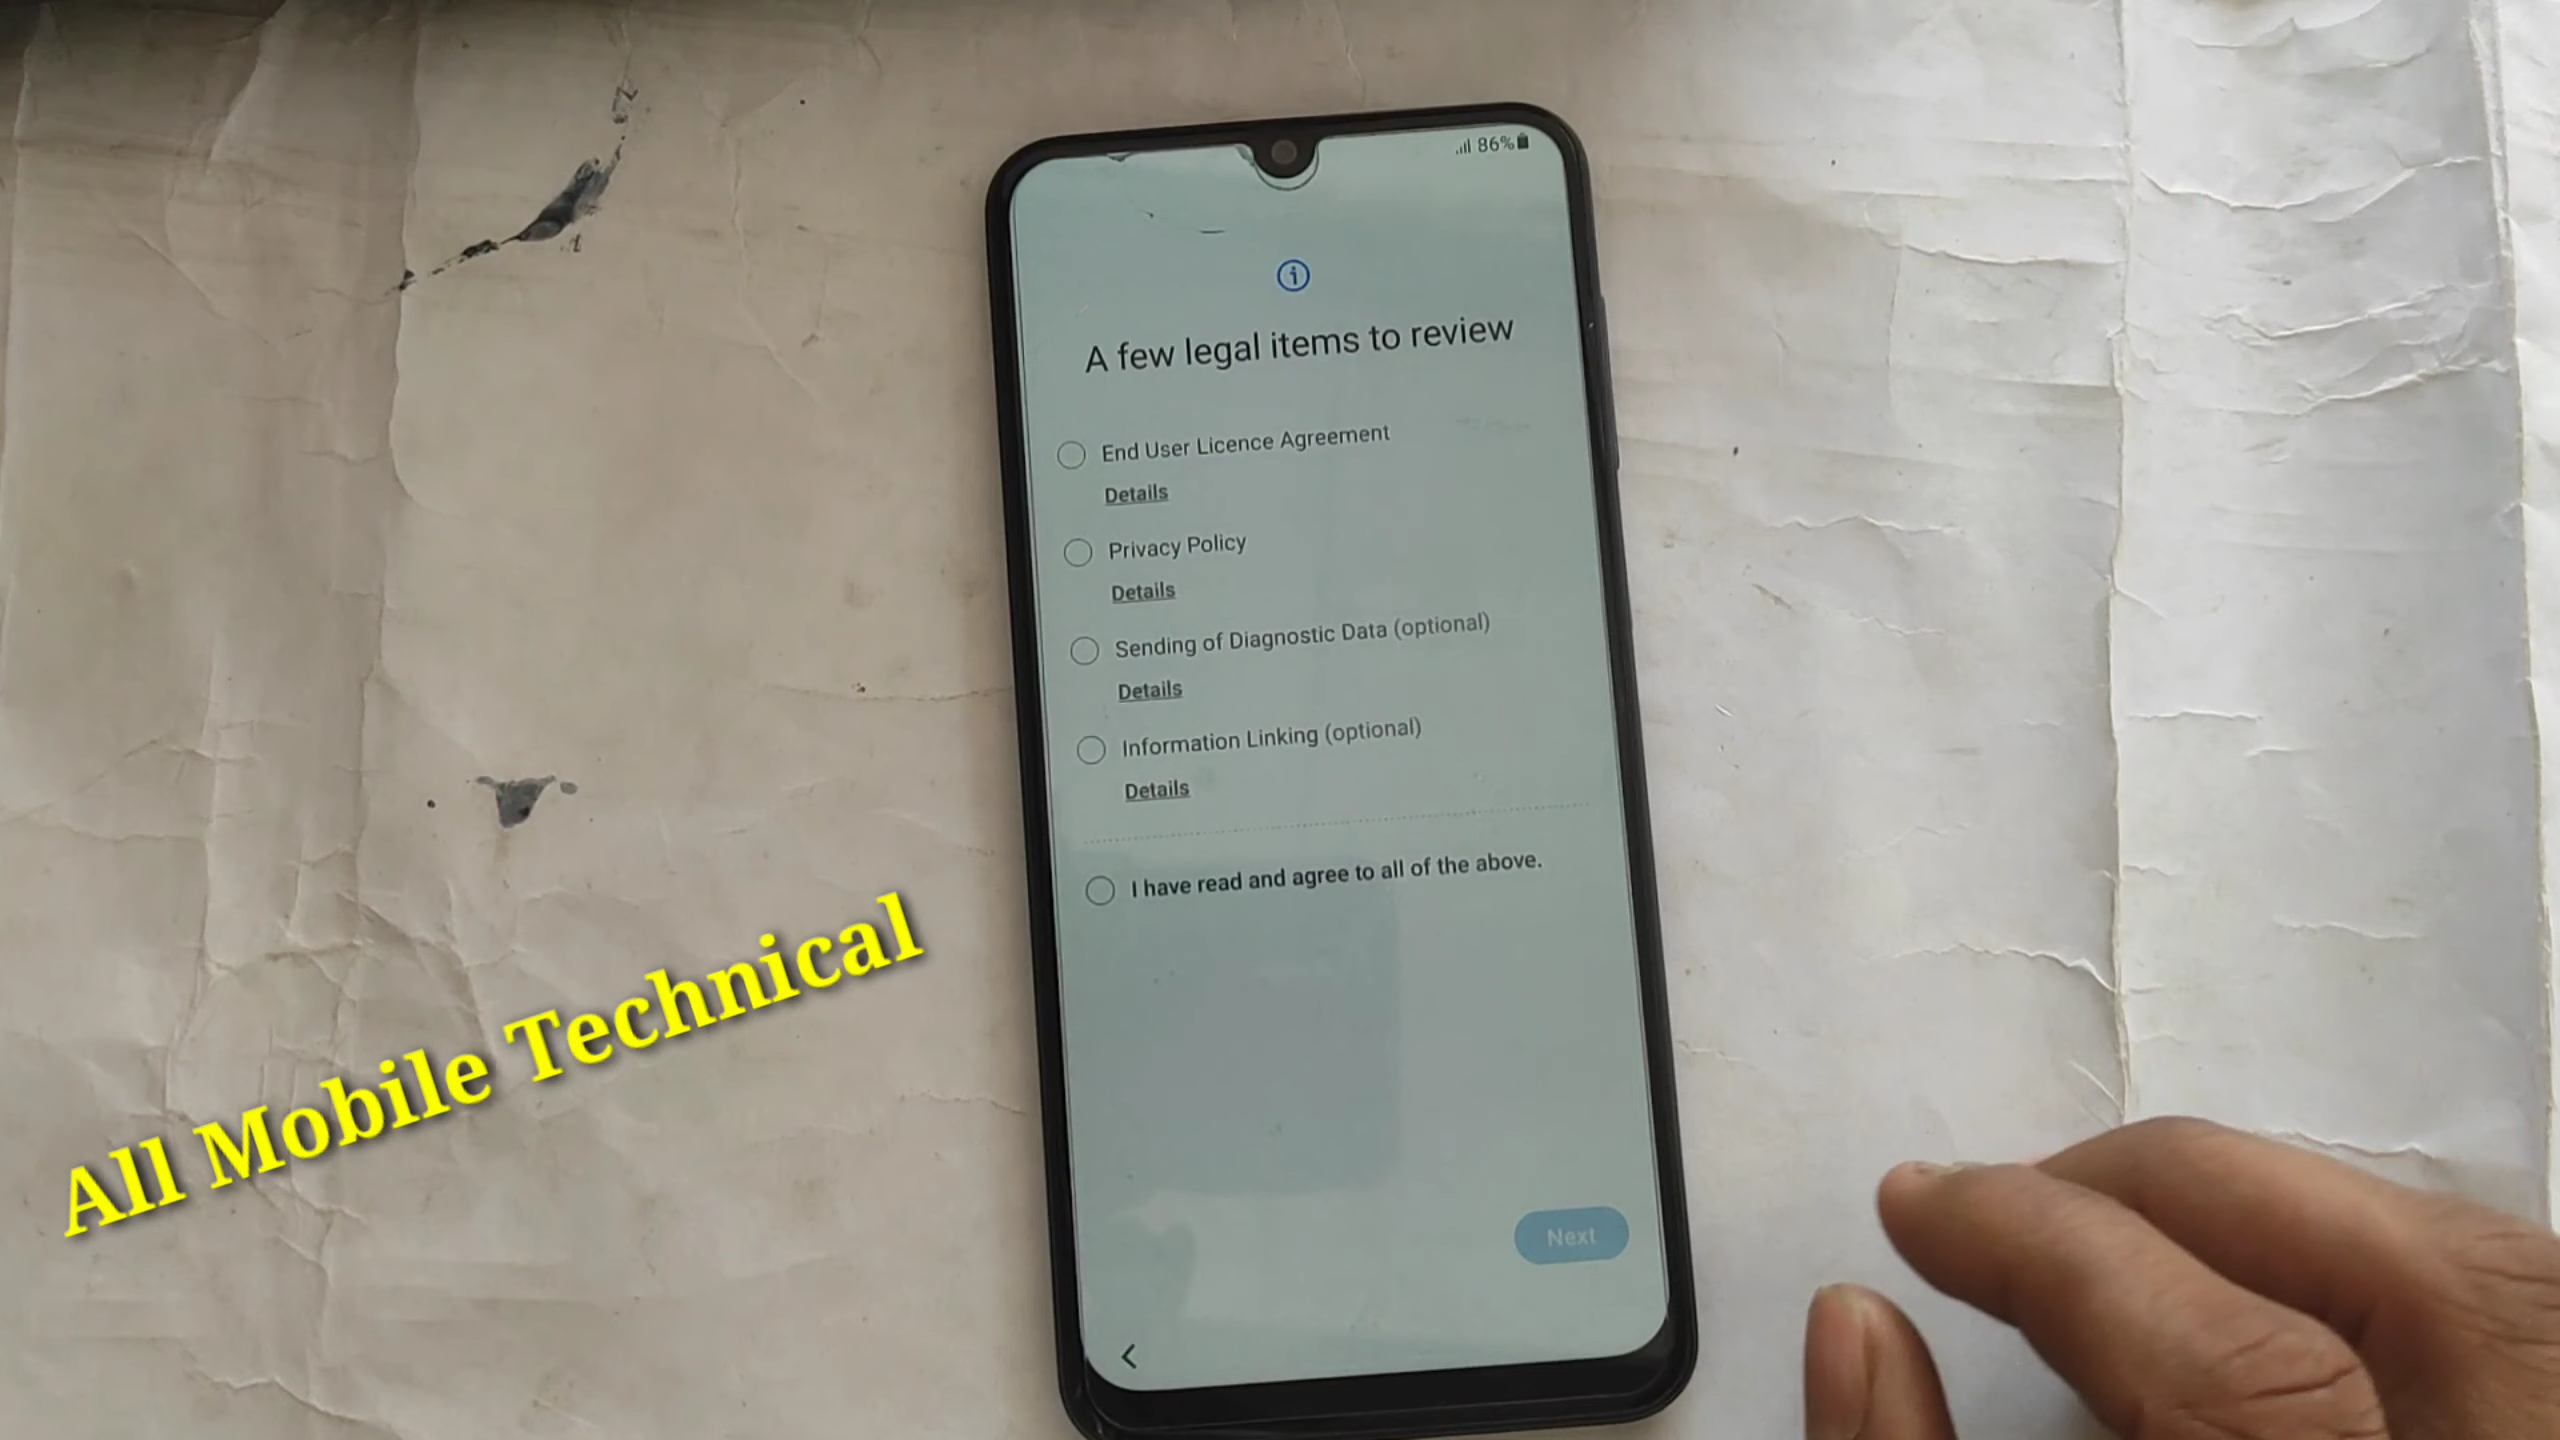 86%
A few legal items to review
End User Licence Agreement
Details
Privacy Policy
Details
Sending of Diagnostic Data (optional)
Details
Information Linking (optional)
Details
I have read and agree to all of the above.
Next
All Mobile Technical